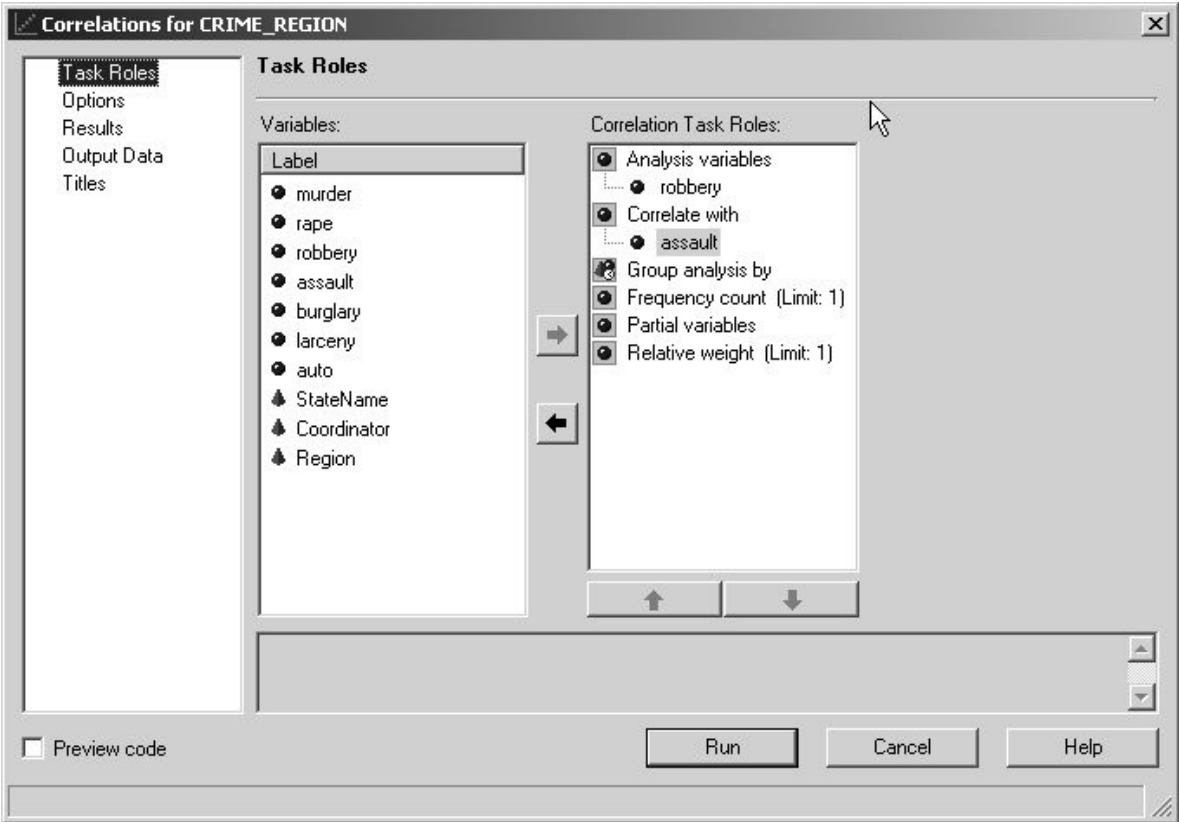 Correlations for CRIME_REGION
Task Roles
Options
Results
Output Data
Titles
Task Roles
Variables:
Label
murder
rape
robbery
assault
burglary
larceny
auto
StateName
Coordinator
Region
Correlation Task Roles:
Analysis variables
robbery
Correlate with
assault
Group analysis by
Frequency count (Limit: 1)
Partial variables
Relative weight (Limit: 1)
Preview code
Run
Cancel
Help